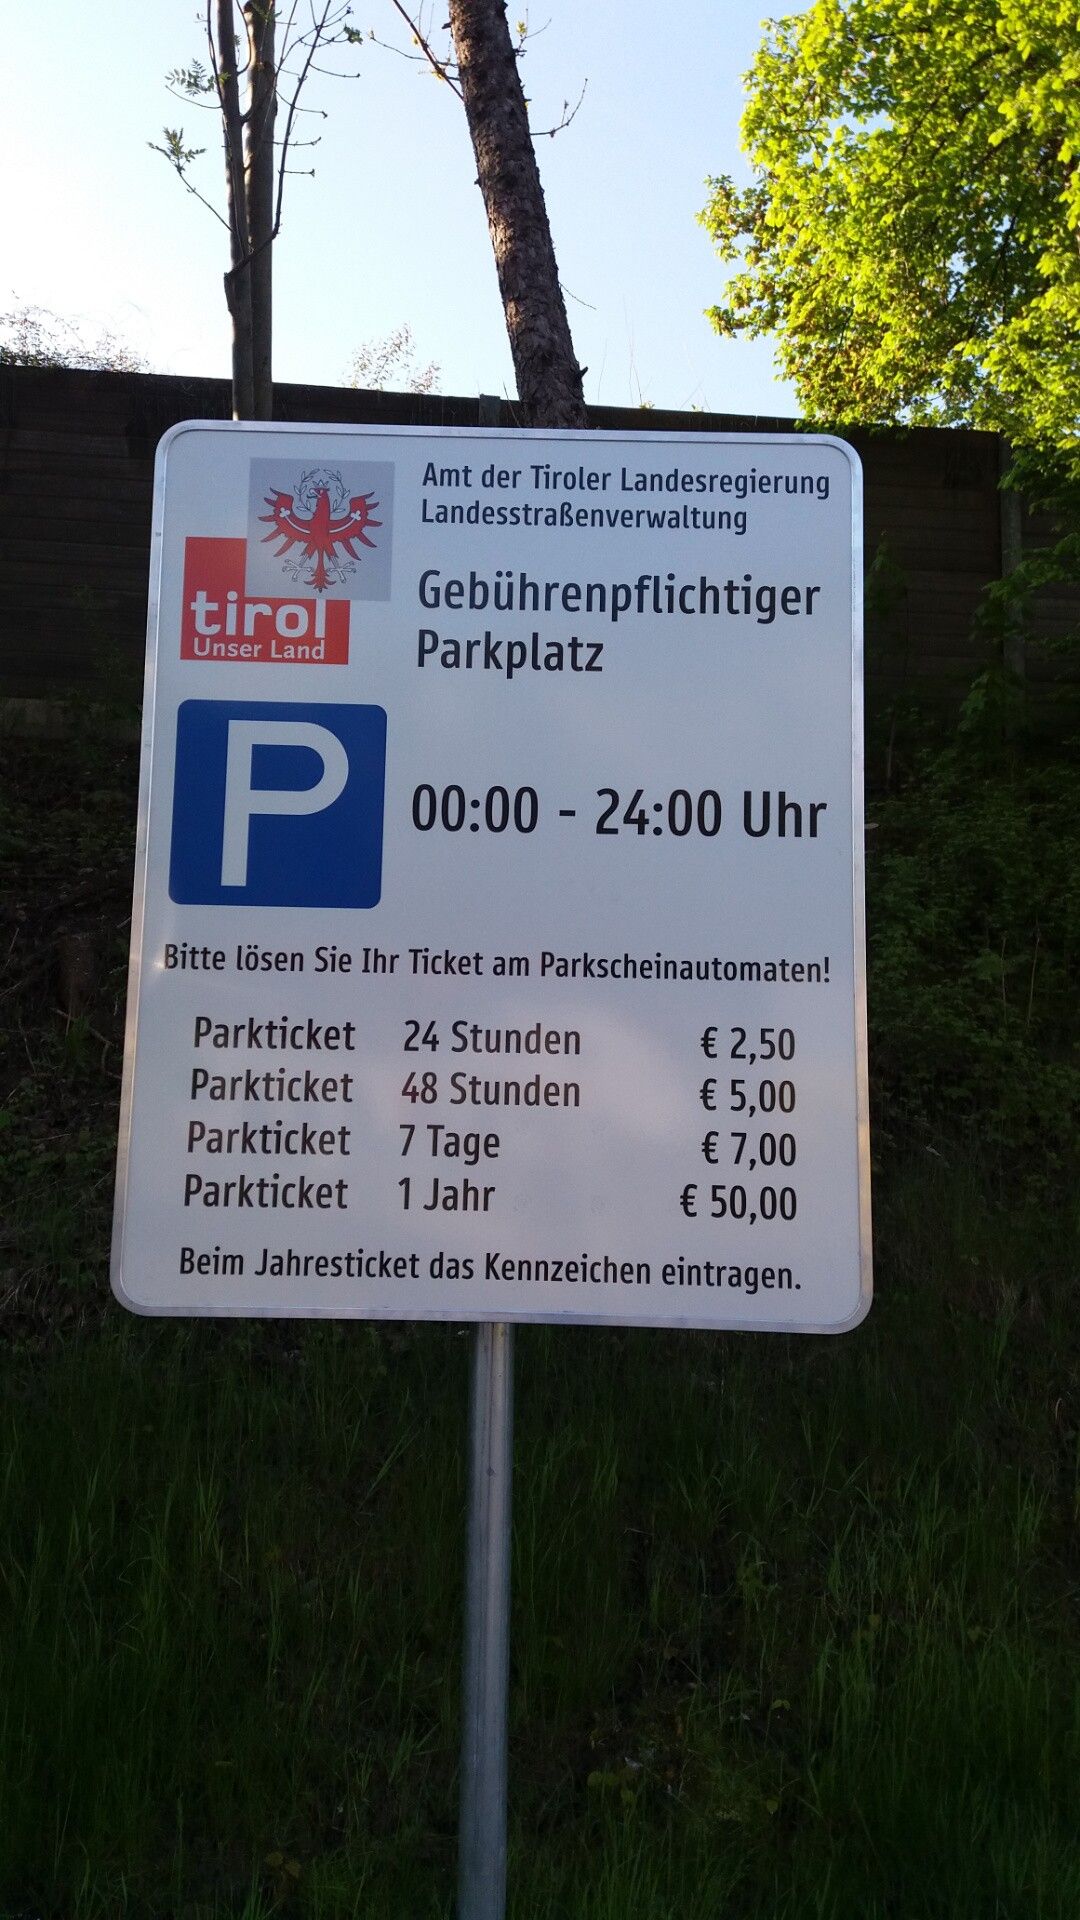 Amt der Tiroler Landesregierung
Landesstraßenverwaltung
tirol
Unser Land
Gebührenpflichtiger
Parkplatz
P
00:00 - 24:00 Uhr
Bitte lösen Sie Ihr Ticket am Parkscheinautomaten!
Parkticket 24 Stunden € 2,50
Parkticket 48 Stunden € 5,00
Parkticket 7 Tage € 7,00
Parkticket 1 Jahr € 50,00
Beim Jahresticket das Kennzeichen eintragen.